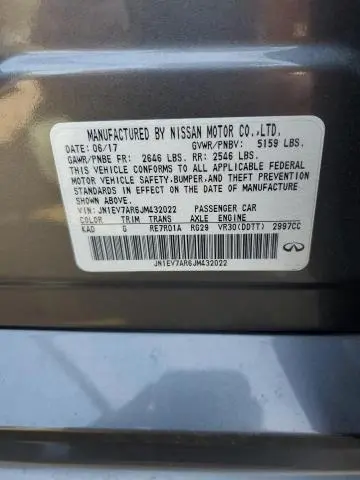 MANUFACTURED BY NISSAN MOTOR CO.,LTD.
DATE: 06/17 GVWR/PNBV: 5159 LBS.
GAWR/PNBE FR: 2646 LBS. RR: 2546 LBS.
THIS VEHICLE CONFORMS TO ALL APPLICABLE FEDERAL
MOTOR VEHICLE SAFETY,BUMPER,AND THEFT PREVENTION
STANDARDS IN EFFECT ON THE DATE OF MANUFACTURE
SHOWN ABOVE.
VIN: JN1EV7AR6JM432022 PASSENGER CAR
COLOR TRIM TRANS AXLE ENGINE
KAD G RE7R01A RG29 VR30(DDTT) 2997CC
JN1EV7AR6JM432022